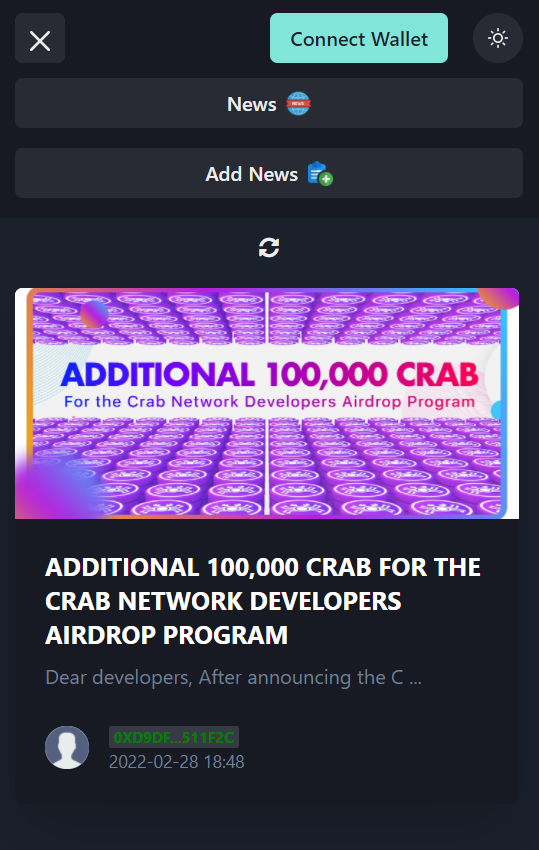 Connect Wallet
News
NEWS
Add News
ADDITIONAL 100,000 CRAB
For the Crab Network Developers Airdrop Program
ADDITIONAL 100,000 CRAB FOR THE
CRAB NETWORK DEVELOPERS
AIRDROP PROGRAM
Dear developers, After announcing the C ...
0XD9DF...511F2C
2022-02-28 18:48